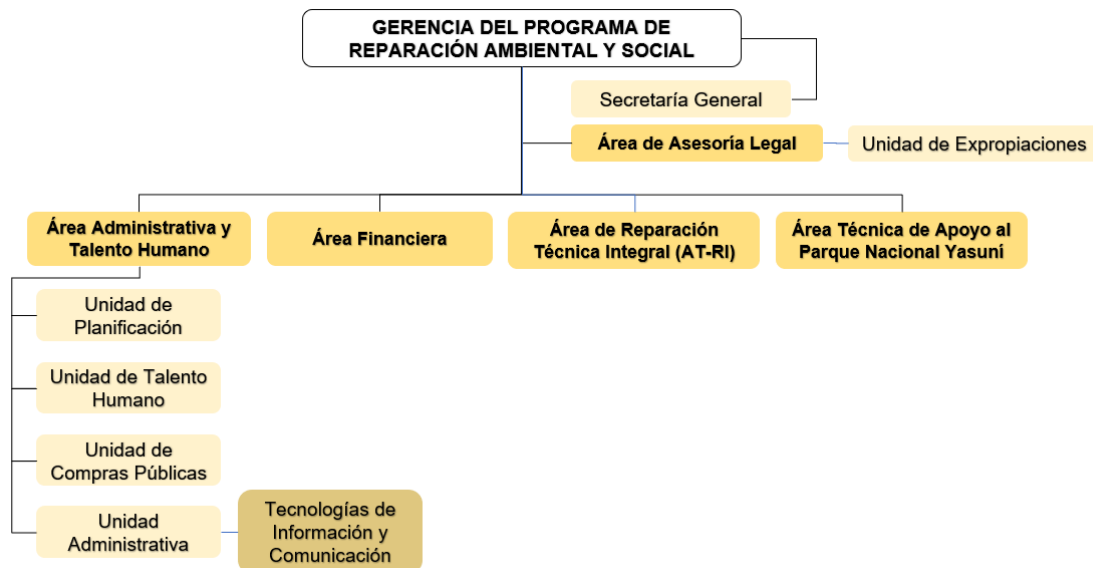 GERENCIA DEL PROGRAMA DE
REPARACIÓN AMBIENTAL Y SOCIAL
Secretaría General
Área de Asesoría Legal
Unidad de Expropiaciones
Área Administrativa y
Talento Humano
Área Financiera
Área de Reparación
Técnica Integral (AT-RI)
Área Técnica de Apoyo al
Parque Nacional Yasuní
Unidad de
Planificación
Unidad de Talento
Humano
Unidad de
Compras Públicas
Unidad
Administrativa
Tecnologías de
Información y
Comunicación